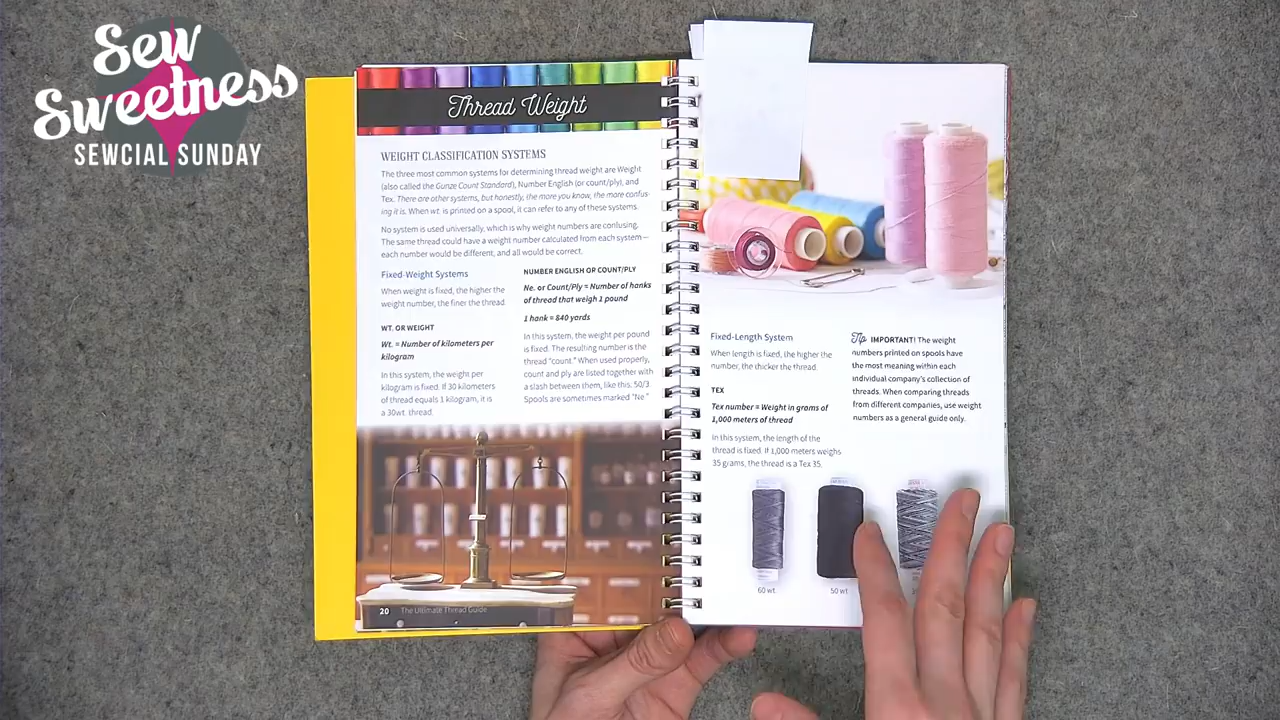 Sew
Sweetness
SEWCIAL SUNDAY
Thread Weight
WEIGHT CLASSIFICATION SYSTEMS
The three most common systems for determining thread weight are Weight
(also called the Gunze Count Standard), Number English (or count/ply), and
Tex. There are other systems, but honestly, the more you know, the more confus-
ing it is. When wt. is printed on a spool, it can refer to any of these systems.
No system is used universally, which is why weight numbers are confusing.
The same thread could have a weight number calculated from each system—
each number would be different, and all would be correct.
Fixed-Weight Systems
When weight is fixed, the higher the
weight number, the finer the thread.
WT. OR WEIGHT
Wt. = Number of kilometers per
kilogram
In this system, the weight per
kilogram is fixed. If 30 kilometers
of thread equals 1 kilogram, it is
a 30wt. thread.
NUMBER ENGLISH OR COUNT/PLY
Ne. or Count/Ply = Number of hanks
of thread that weigh 1 pound
1 hank = 840 yards
In this system, the weight per pound
is fixed. The resulting number is the
thread "count." When used properly,
count and ply are listed together with
a slash between them, like this: 50/3
Spools are sometimes marked "Ne."
20 The Ultimate Thread Guide
Fixed-Length System
When length is fixed, the higher the
number, the thicker the thread.
TEX
Tex number = Weight in grams of
1,000 meters of thread
In this system, the length of the
thread is fixed. If 1,000 meters weighs
35 grams, the thread is a Tex 35.
Tip IMPORTANT! The weight
numbers printed on spools have
the most meaning within each
individual company's collection of
threads. When comparing threads
from different companies, use weight
numbers as a general guide only.
60 wt.
50 wt.